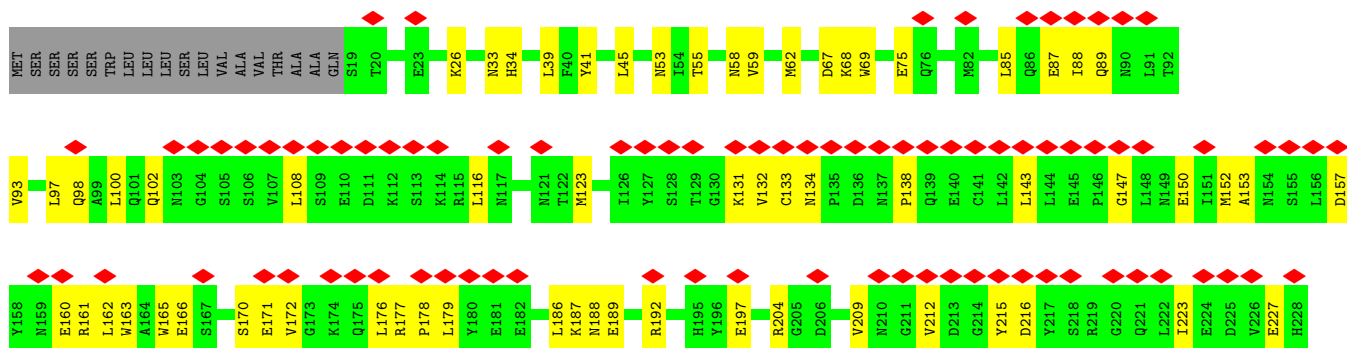 MET SER SER SER SER TRP LEU LEU LEU SER LEU VAL ALA VAL THR ALA ALA GLN S19 T20 E23 K26 N33 H34 L39 F40 Y41 L45 N53 I54 T55 N58 V59 M62 D67 K68 W69 E75 Q76 M82 L85 Q86 E87 I88 Q89 N90 L91 T92
V93 L97 Q98 A99 L100 Q101 Q102 N103 G104 S105 S106 V107 L108 S109 E110 D111 K112 S113 K114 R115 L116 N117 N121 T122 M123 I126 Y127 S128 T129 G130 K131 V132 C133 N134 P135 D136 N137 P138 Q139 E140 C141 L142 L143 L144 E145 P146 G147 L148 N149 E150 I151 M152 A153 N154 S155 L156 D157
Y158 N159 E160 R161 L162 W163 A164 W165 E166 S167 S170 E171 V172 G173 K174 Q175 L176 R177 P178 L179 Y180 E181 E182 L186 K187 N188 E189 R192 H195 Y196 E197 R204 G205 D206 V209 N210 G211 V212 D213 G214 Y215 D216 Y217 S218 R219 G220 Q221 L222 I223 E224 D225 V226 E227 H228